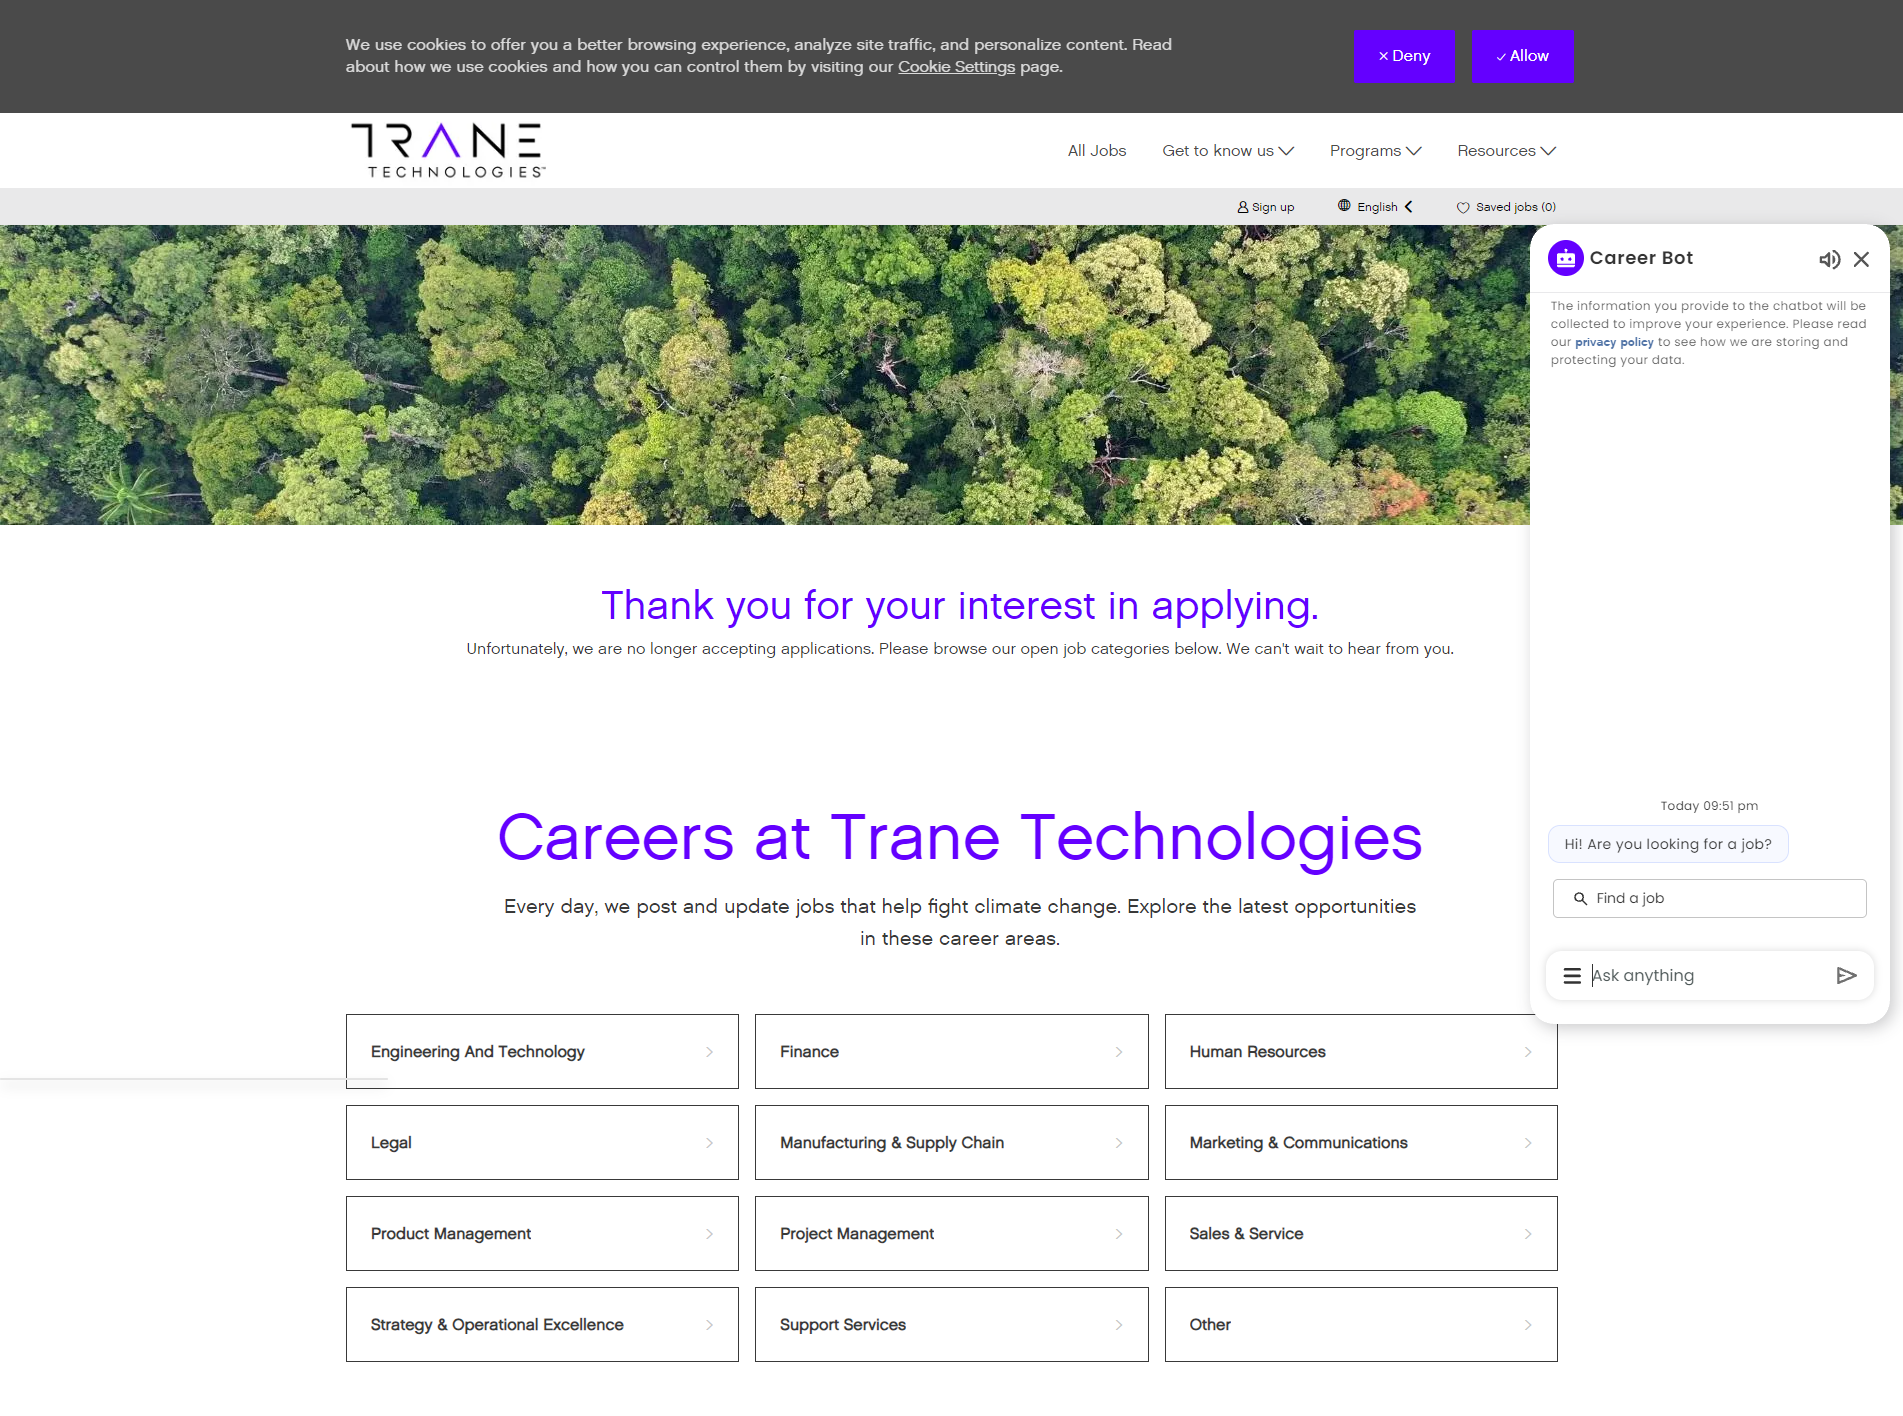 We use cookies to offer you a better browsing experience, analyze site traffic, and personalize content. Read
about how we use cookies and how you can control them by visiting our Cookie Settings page.
Deny
Allow
TRANE
TECHNOLOGIES™
All Jobs
Get to know us
Programs
Resources
Sign up
English
Saved jobs (0)
Career Bot
The information you provide to the chatbot will be
collected to improve your experience. Please read
our privacy policy to see how we are storing and
protecting your data.
Today 09:51 pm
Hi! Are you looking for a job?
Find a job
Ask anything
Thank you for your interest in applying.
Unfortunately, we are no longer accepting applications. Please browse our open job categories below. We can't wait to hear from you.
Careers at Trane Technologies
Every day, we post and update jobs that help fight climate change. Explore the latest opportunities
in these career areas.
Engineering And Technology
Finance
Human Resources
Legal
Manufacturing & Supply Chain
Marketing & Communications
Product Management
Project Management
Sales & Service
Strategy & Operational Excellence
Support Services
Other